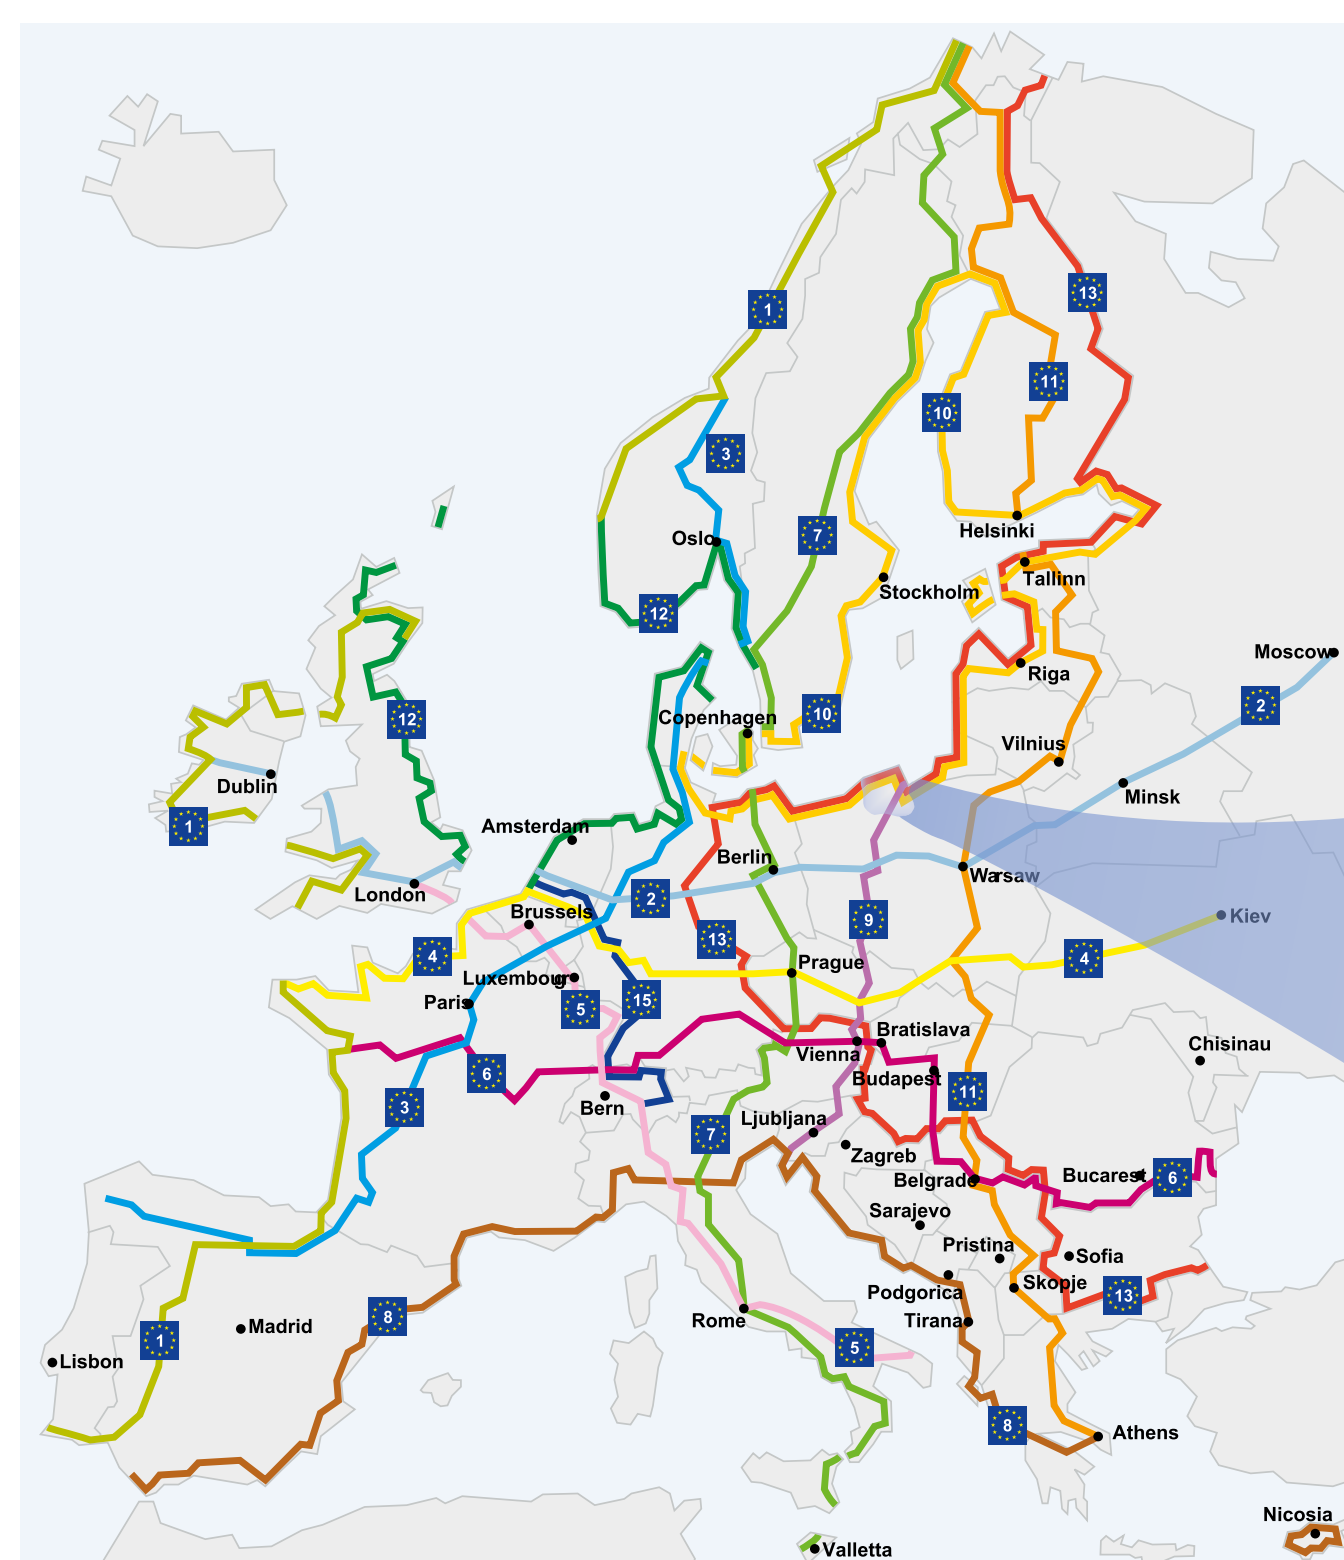 13
1
11
10
3
Helsinki
7
Oslo
Tallinn
Stockholm
12
Moscow
Riga
2
10
Copenhagen
12
Vilnius
Dublin
Minsk
1
Amsterdam
Berlin
Warsaw
London
2
Brussels
9
Kiev
13
4
4
Prague
Luxembourg
15
Paris
5
Bratislava
Vienna
Chisinau
6
Budapest
11
3
Bern
Ljubljana
7
Zagreb
Bucarest
6
Belgrade
Sarajevo
Pristina
Sofia
Skopje
Podgorica
13
8
Rome
Tirana
Madrid
1
5
Lisbon
8
Athens
Nicosia
Valletta